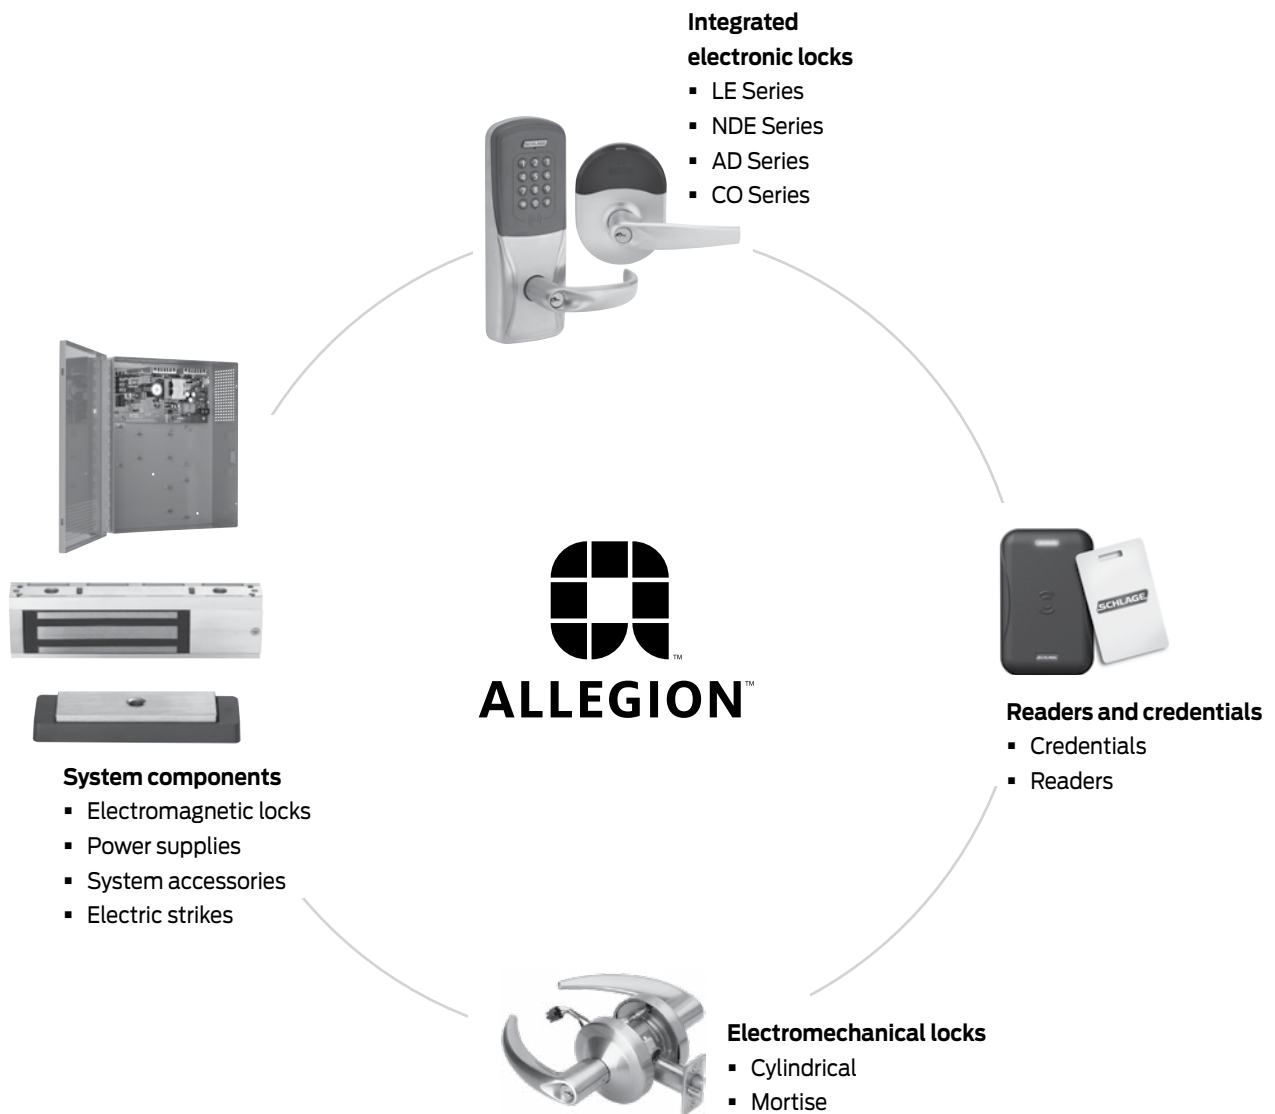 Integrated
electronic locks
▪ LE Series
▪ NDE Series
▪ AD Series
▪ CO Series
SCHLAGE
Readers and credentials
▪ Credentials
▪ Readers
ALLEGION™
System components
▪ Electromagnetic locks
▪ Power supplies
▪ System accessories
▪ Electric strikes
Electromechanical locks
▪ Cylindrical
▪ Mortise